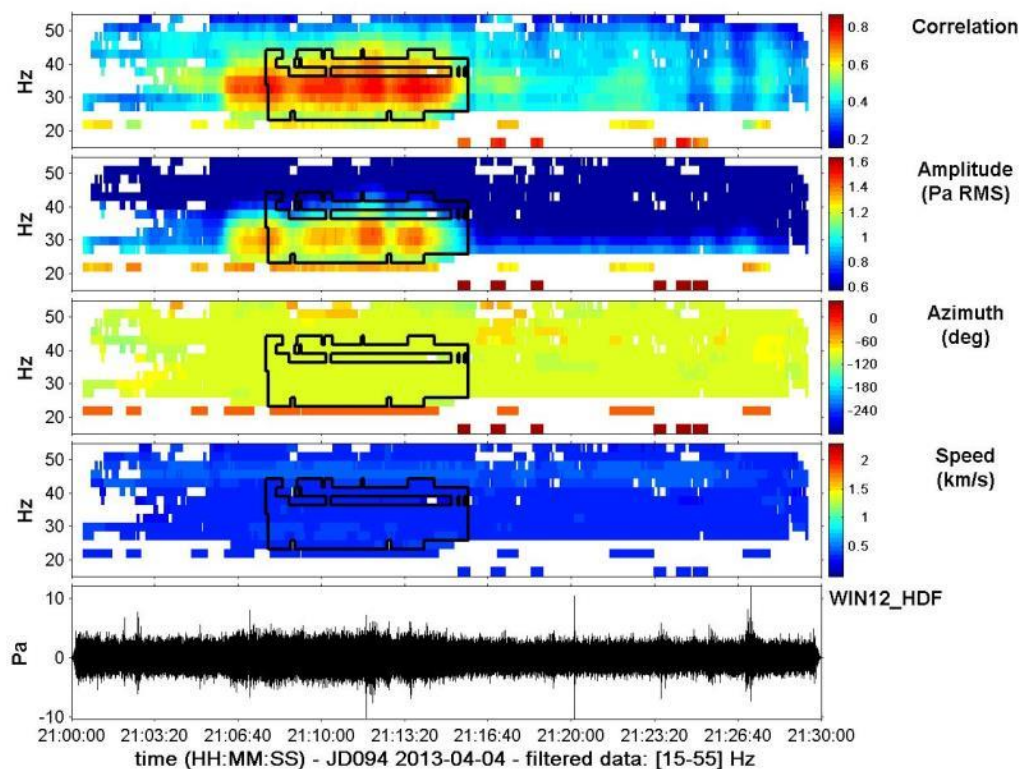 50
40
30
20
Hz
0.8
0.6
0.4
0.2
Correlation
50
40
30
20
Hz
1.6
1.4
1.2
1
0.8
0.6
Amplitude
(Pa RMS)
50
40
30
20
Hz
0
-60
-120
-180
-240
Azimuth
(deg)
50
40
30
20
Hz
2
1.5
1
0.5
Speed
(km/s)
10
0
-10
Pa
WIN12_HDF
21:00:00 21:03:20 21:06:40 21:10:00 21:13:20 21:16:40 21:20:00 21:23:20 21:26:40 21:30:00
time (HH:MM:SS) - JD094 2013-04-04 - filtered data: [15-55] Hz